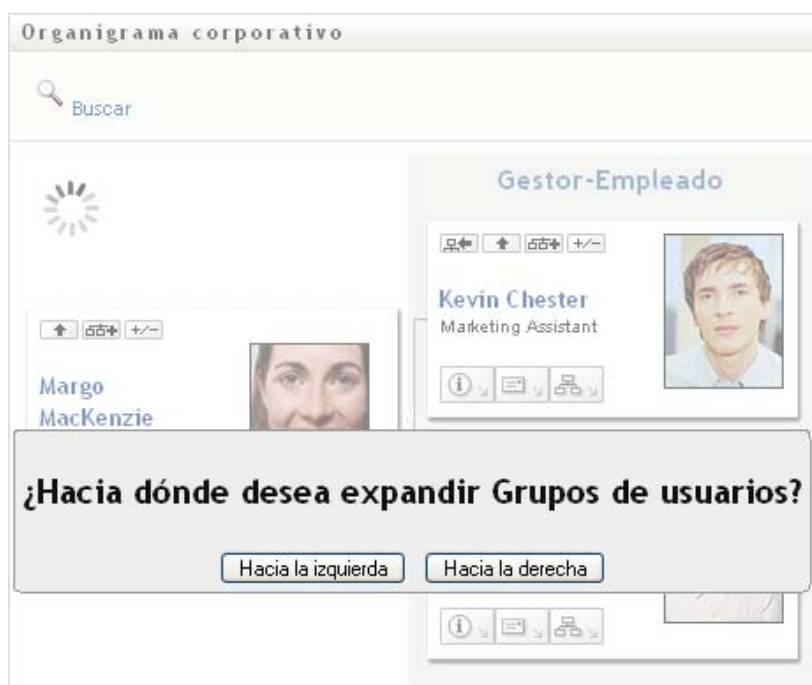 Organigrama corporativo
Buscar
Gestor-Empleado
+/-
Kevin Chester
Marketing Assistant
+/-
Margo
MacKenzie
¿Hacia dónde desea expandir Grupos de usuarios?
Hacia la izquierda
Hacia la derecha